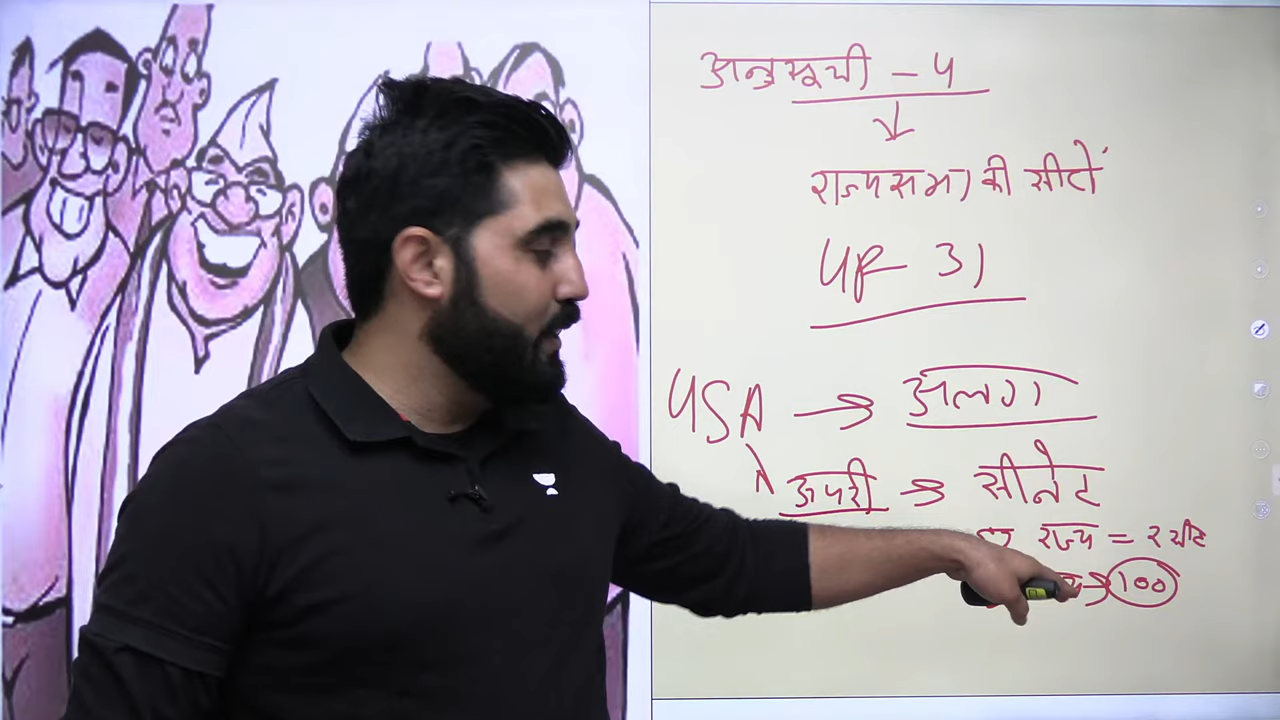 अनुसूची - 4
राज्यसभा की सीटों
UP 31
USA → अलग
ऊपरी → सीनेट
राज्य = 2 सीट
→ 100